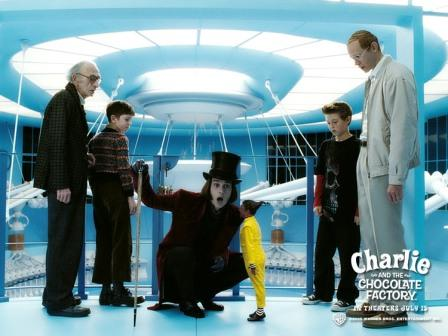 Charlie
AND THE
CHOCOLATE
FACTORY
IN THEATERS JULY 15